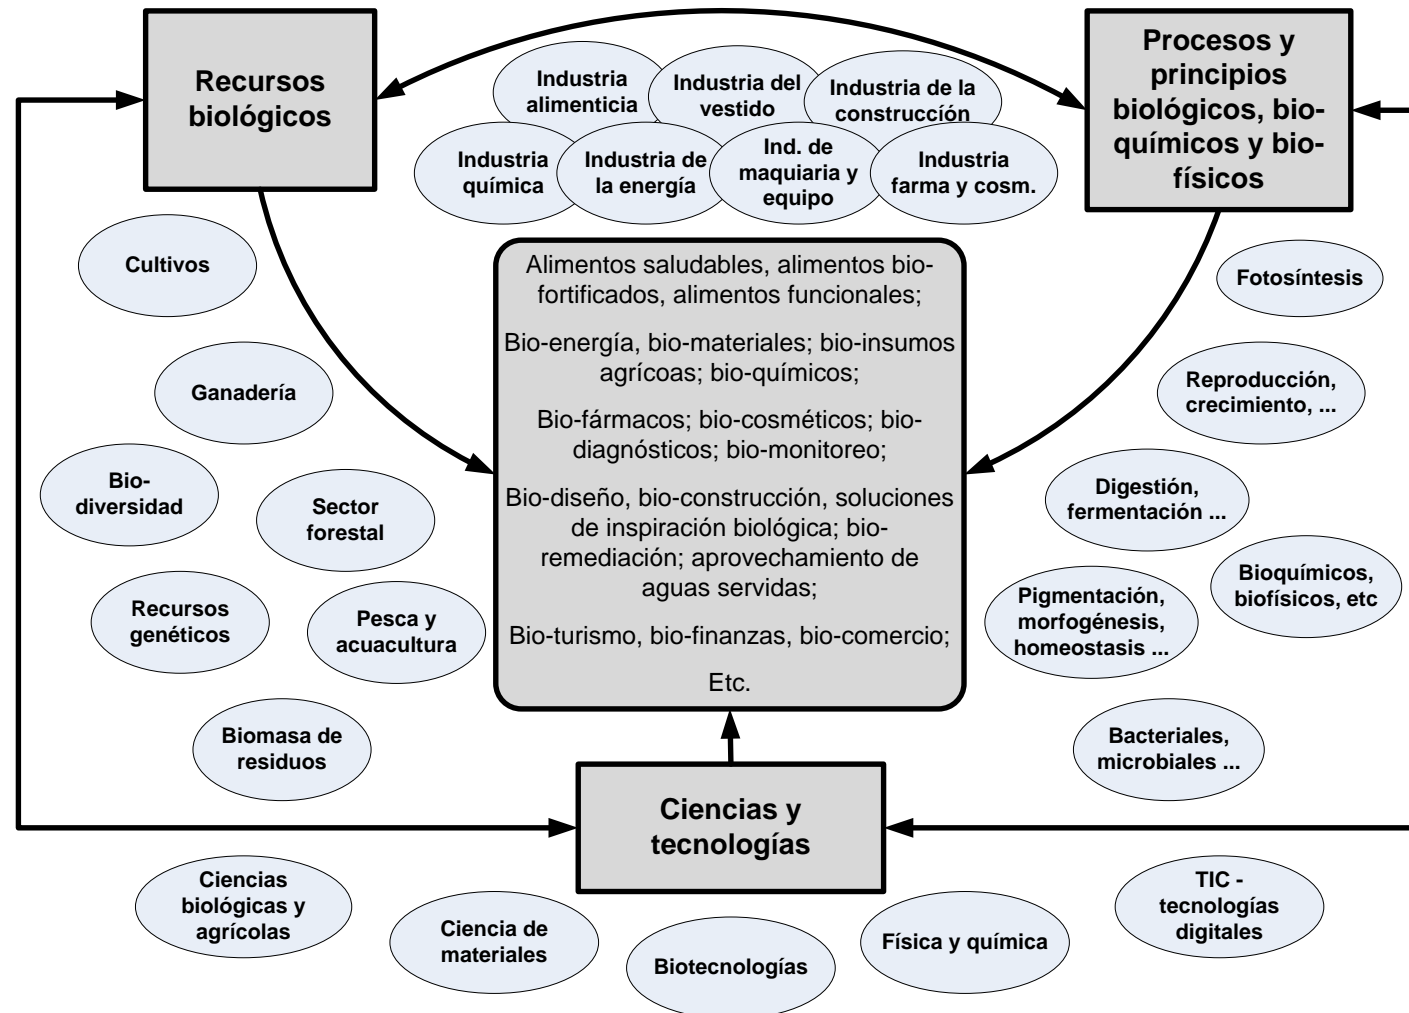 Recursos
biológicos
Procesos y
principios
biológicos, bio-
químicos y bio-
físicos
Industria
alimenticia
Industria del
vestido
Industria de la
construccíón
Industria
química
Industria de
la energía
Ind. de
maquiaria y
equipo
Industria
farma y cosm.
Cultivos
Ganadería
Bio-
diversidad
Sector
forestal
Recursos
genéticos
Pesca y
acuacultura
Biomasa de
residuos
Alimentos saludables, alimentos bio-
fortificados, alimentos funcionales;
Bio-energía, bio-materiales; bio-insumos
agrícoas; bio-químicos;
Bio-fármacos; bio-cosméticos; bio-
diagnósticos; bio-monitoreo;
Bio-diseño, bio-construcción, soluciones
de inspiración biológica; bio-
remediación; aprovechamiento de
aguas servidas;
Bio-turismo, bio-finanzas, bio-comercio;
Etc.
Fotosíntesis
Reproducción,
crecimiento, ...
Digestión,
fermentación ...
Bioquímicos,
biofísicos, etc
Pigmentación,
morfogénesis,
homeostasis ...
Bacteriales,
microbiales ...
Ciencias y
tecnologías
Ciencias
biológicas y
agrícolas
Ciencia de
materiales
Biotecnologías
Física y química
TIC -
tecnologías
digitales